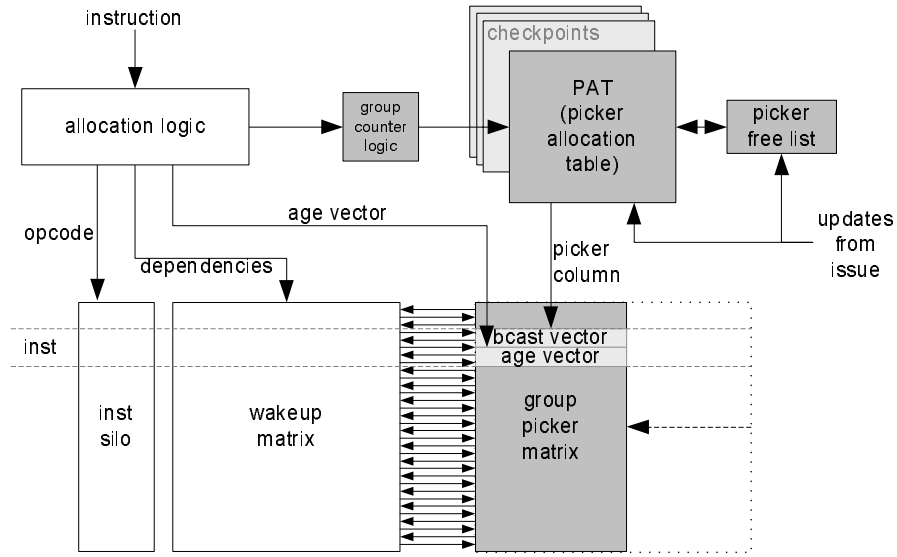 instruction
checkpoints
allocation logic
group
counter
logic
PAT
(picker
allocation
table)
picker
free list
age vector
opcode
dependencies
picker
column
updates
from
issue
inst
bcast vector
age vector
inst
silo
wakeup
matrix
group
picker
matrix